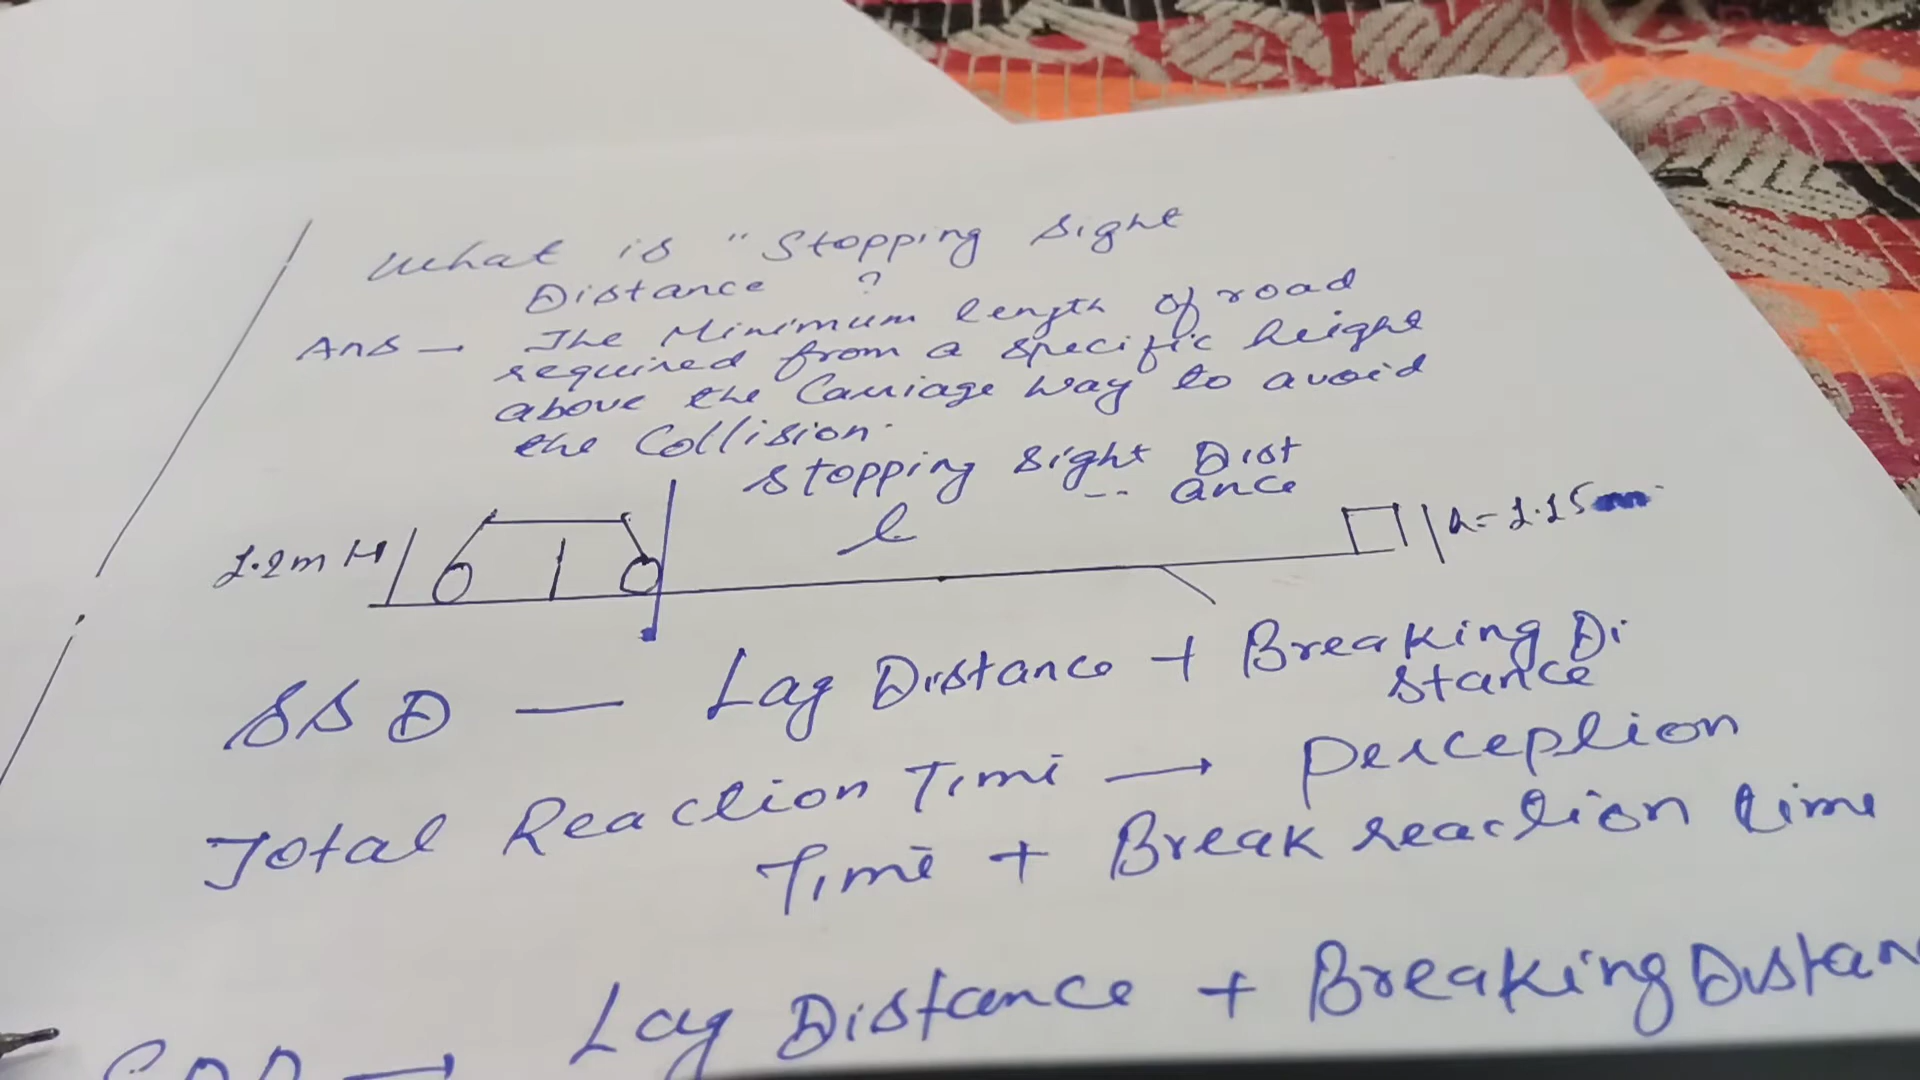 What is "Stopping Sight
Distance ?
Ans → The Minimum length of road
required from a specific height
above the Carriage Way to avoid
the Collision.
Stopping Sight Dist
ance
1.2m H
l
h=1.15
SSD — Lag Distance + Breaking Di
stance
Total Reaction Time → Perception
Time + Break reaction time
Lag Distance + Breaking Distan